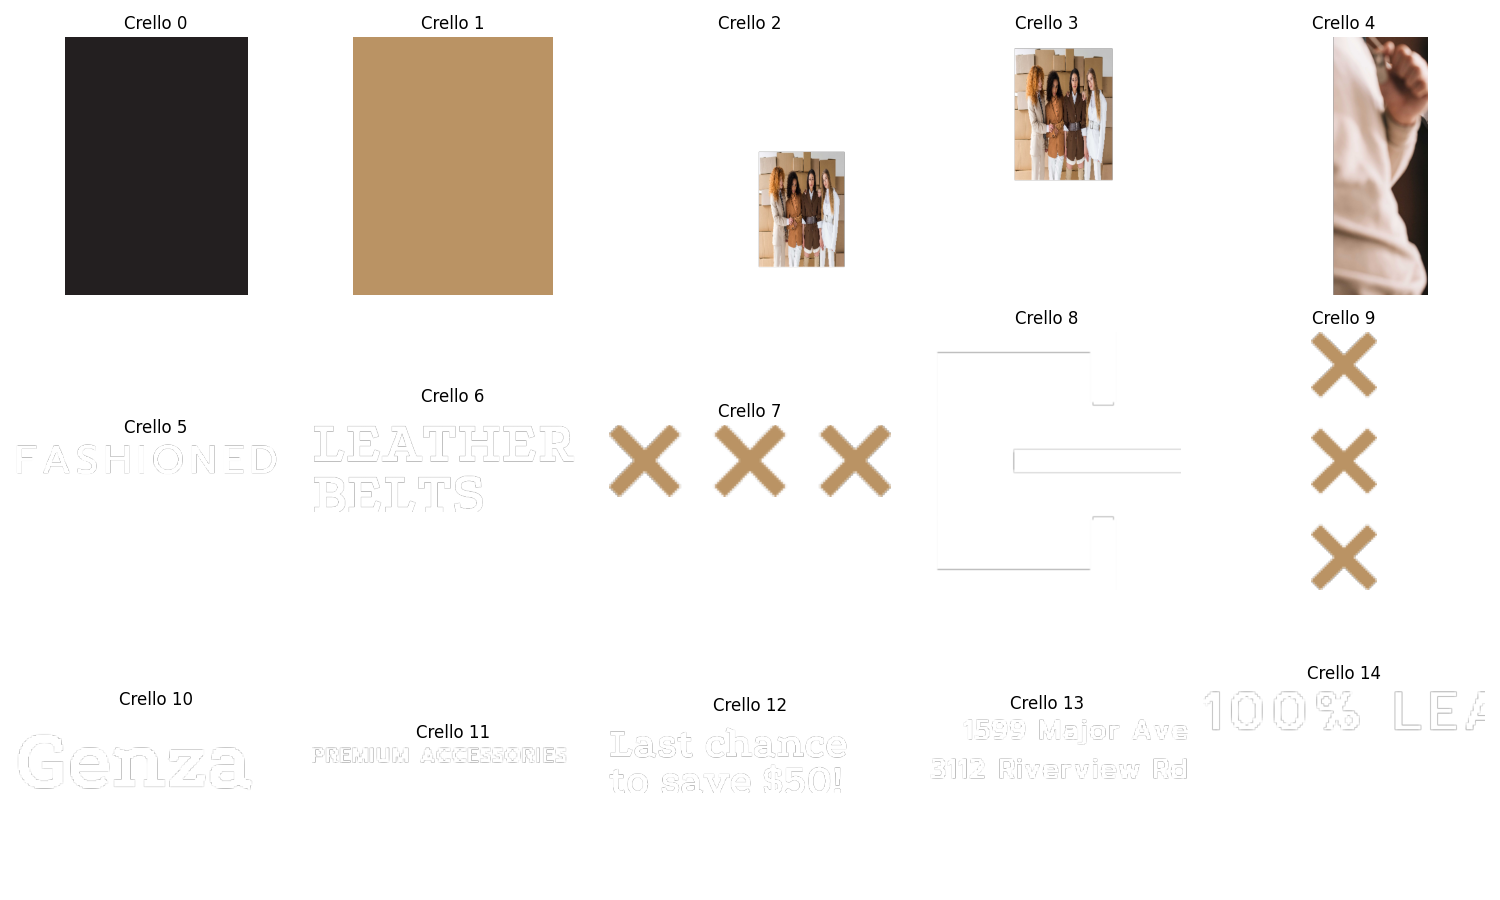 Crello 0
Crello 1
Crello 2
Crello 3
Crello 4
Crello 5
FASHIONED
Crello 6
LEATHER
BELTS
Crello 7
Crello 8
Crello 9
Crello 10
Genza
Crello 11
PREMIUM ACCESSORIES
Crello 12
Last chance
to save $50!
Crello 13
1599 Major Ave
3112 Riverview Rd
Crello 14
100% LEA